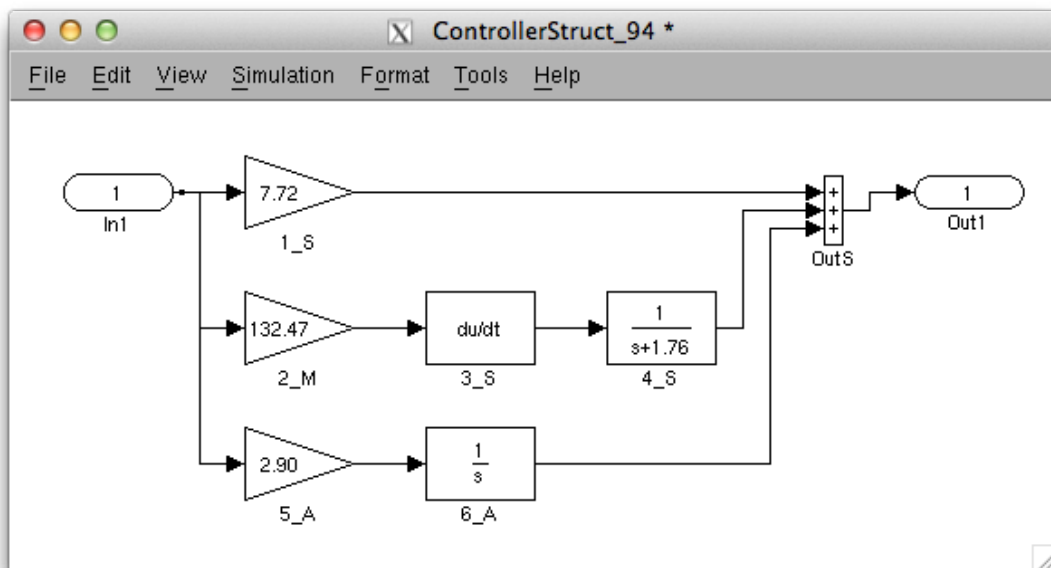 X ControllerStruct_94 *
File Edit View Simulation Format Tools Help
1
In1
7.72
1_S
+
+
+
OutS
1
Out1
132.47
2_M
du/dt
3_S
1
s+1.76
4_S
2.90
5_A
1
s
6_A